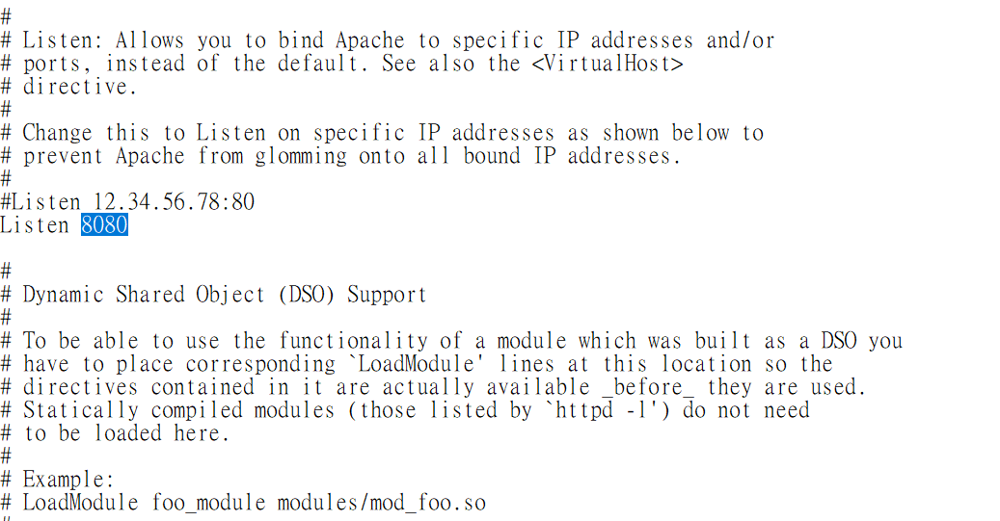 #
# Listen: Allows you to bind Apache to specific IP addresses and/or
# ports, instead of the default. See also the <VirtualHost>
# directive.
#
# Change this to Listen on specific IP addresses as shown below to
# prevent Apache from glomming onto all bound IP addresses.
#
#Listen 12.34.56.78:80
Listen 8080
#
# Dynamic Shared Object (DSO) Support
#
# To be able to use the functionality of a module which was built as a DSO you
# have to place corresponding `LoadModule' lines at this location so the
# directives contained in it are actually available _before_ they are used.
# Statically compiled modules (those listed by `httpd -l') do not need
# to be loaded here.
#
# Example:
# LoadModule foo_module modules/mod_foo.so
#